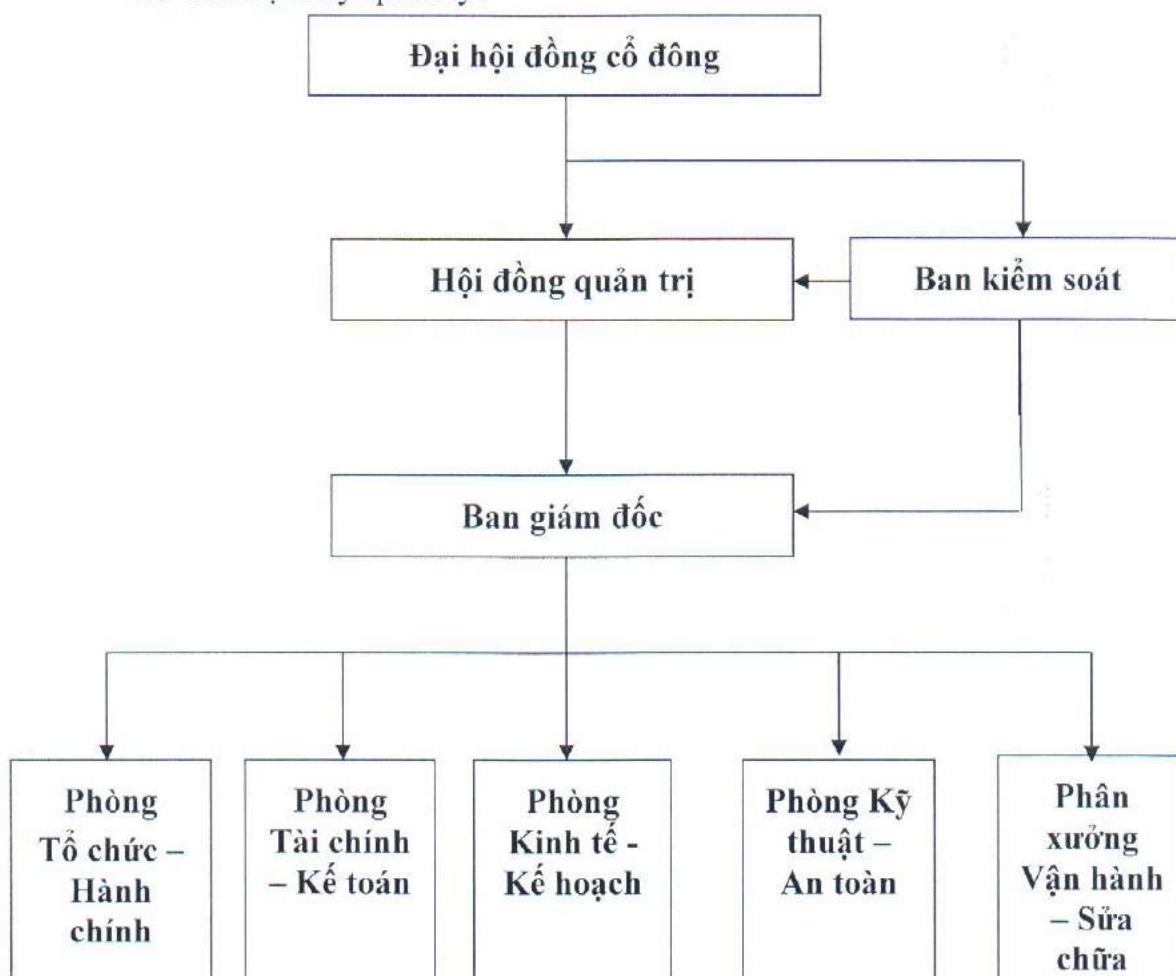 Đại hội đồng cổ đông
Hội đồng quản trị
Ban kiểm soát
Ban giám đốc
Phòng
Tổ chức –
Hành
chính
Phòng
Tài chính
– Kế toán
Phòng
Kinh tế -
Kế hoạch
Phòng Kỹ
thuật –
An toàn
Phân
xưởng
Vận hành
– Sửa
chữa